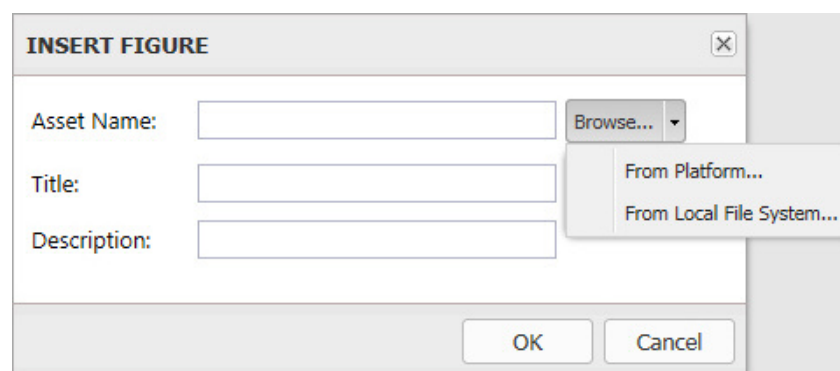 INSERT FIGURE
Asset Name:
Browse...
From Platform...
Title:
From Local File System...
Description:
OK
Cancel